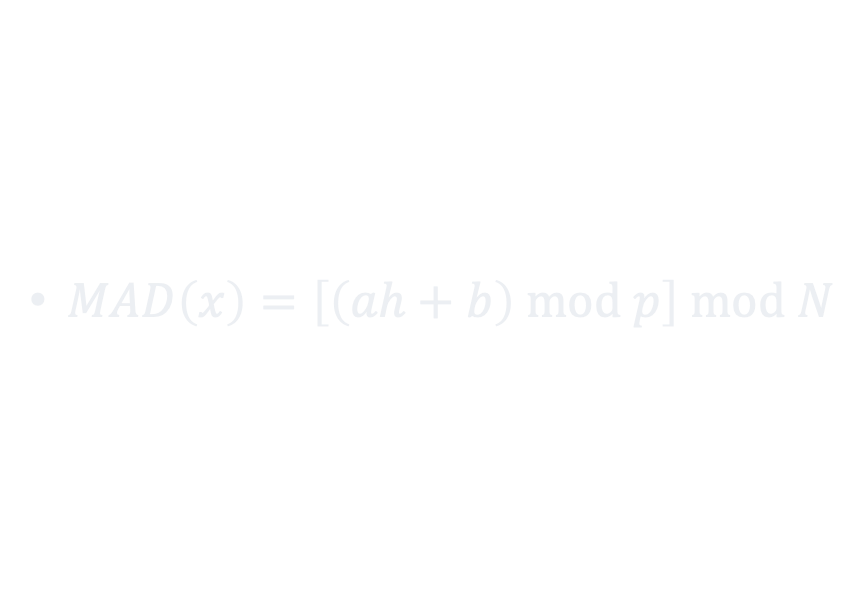 • MAD(x) = [(ah + b) mod p] mod N